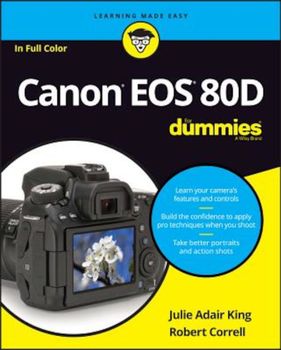 LEARNING MADE EASY
In Full Color
Canon® EOS® 80D
for
dummies®
A Wiley Brand
Learn your camera's
features and controls
Build the confidence to apply
pro techniques when you shoot
Take better portraits
and action shots
Julie Adair King
Robert Correll